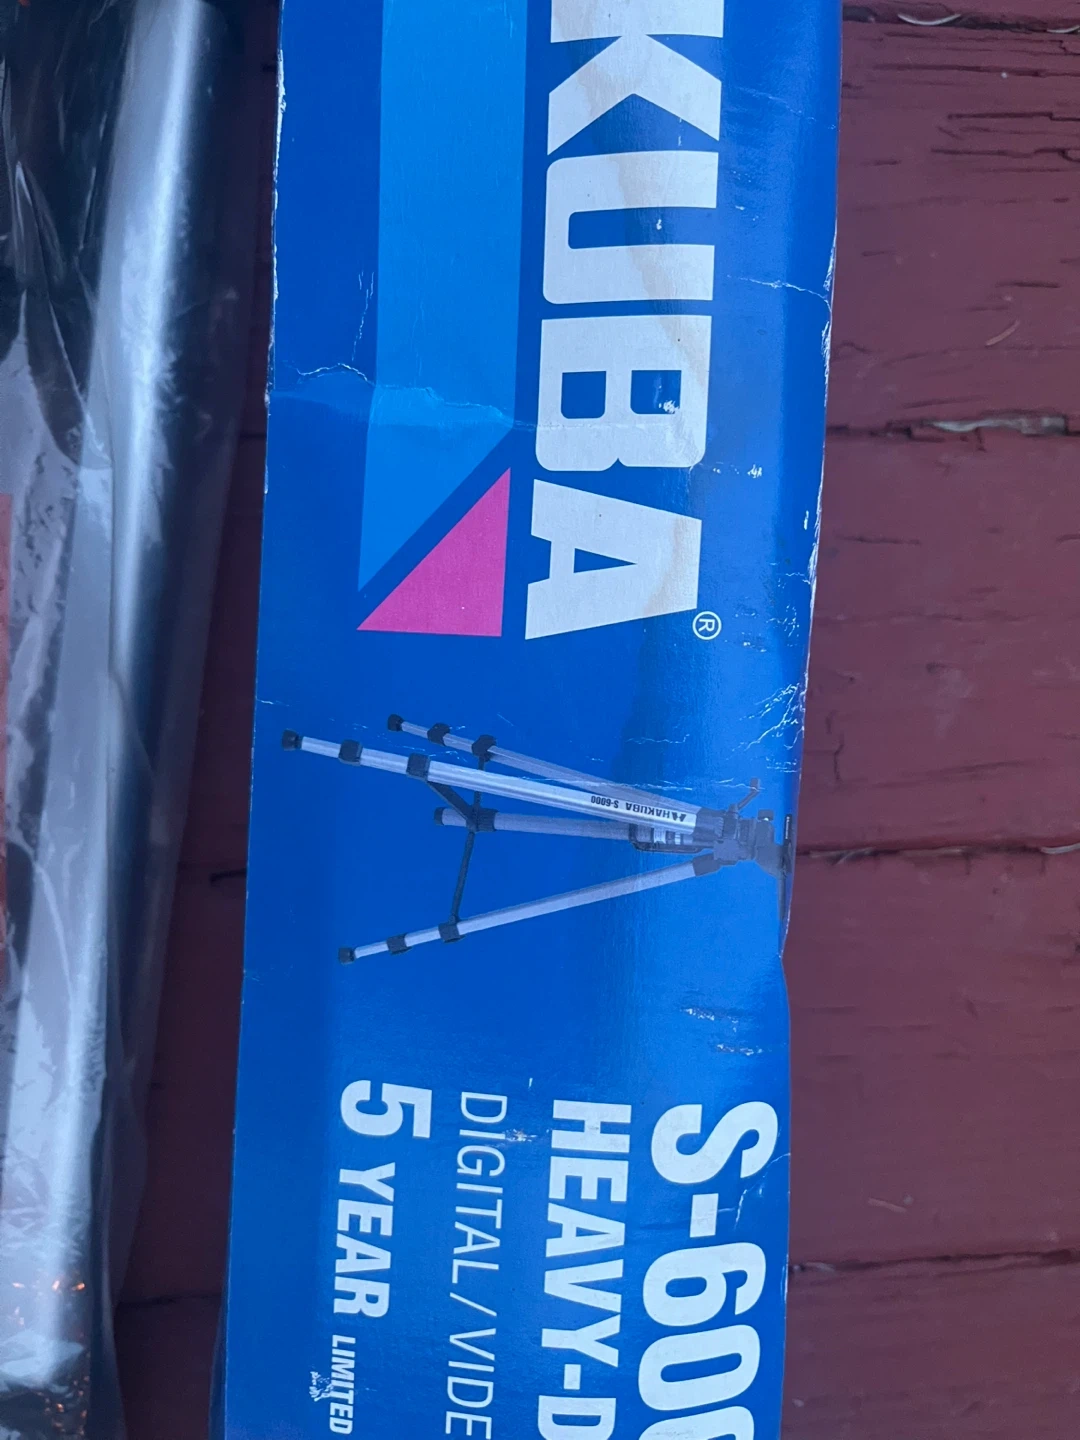 KUBA®
HAKUBA S-6000
S-600
HEAVY-D
DIGITAL/VIDE
5 YEAR LIMITED